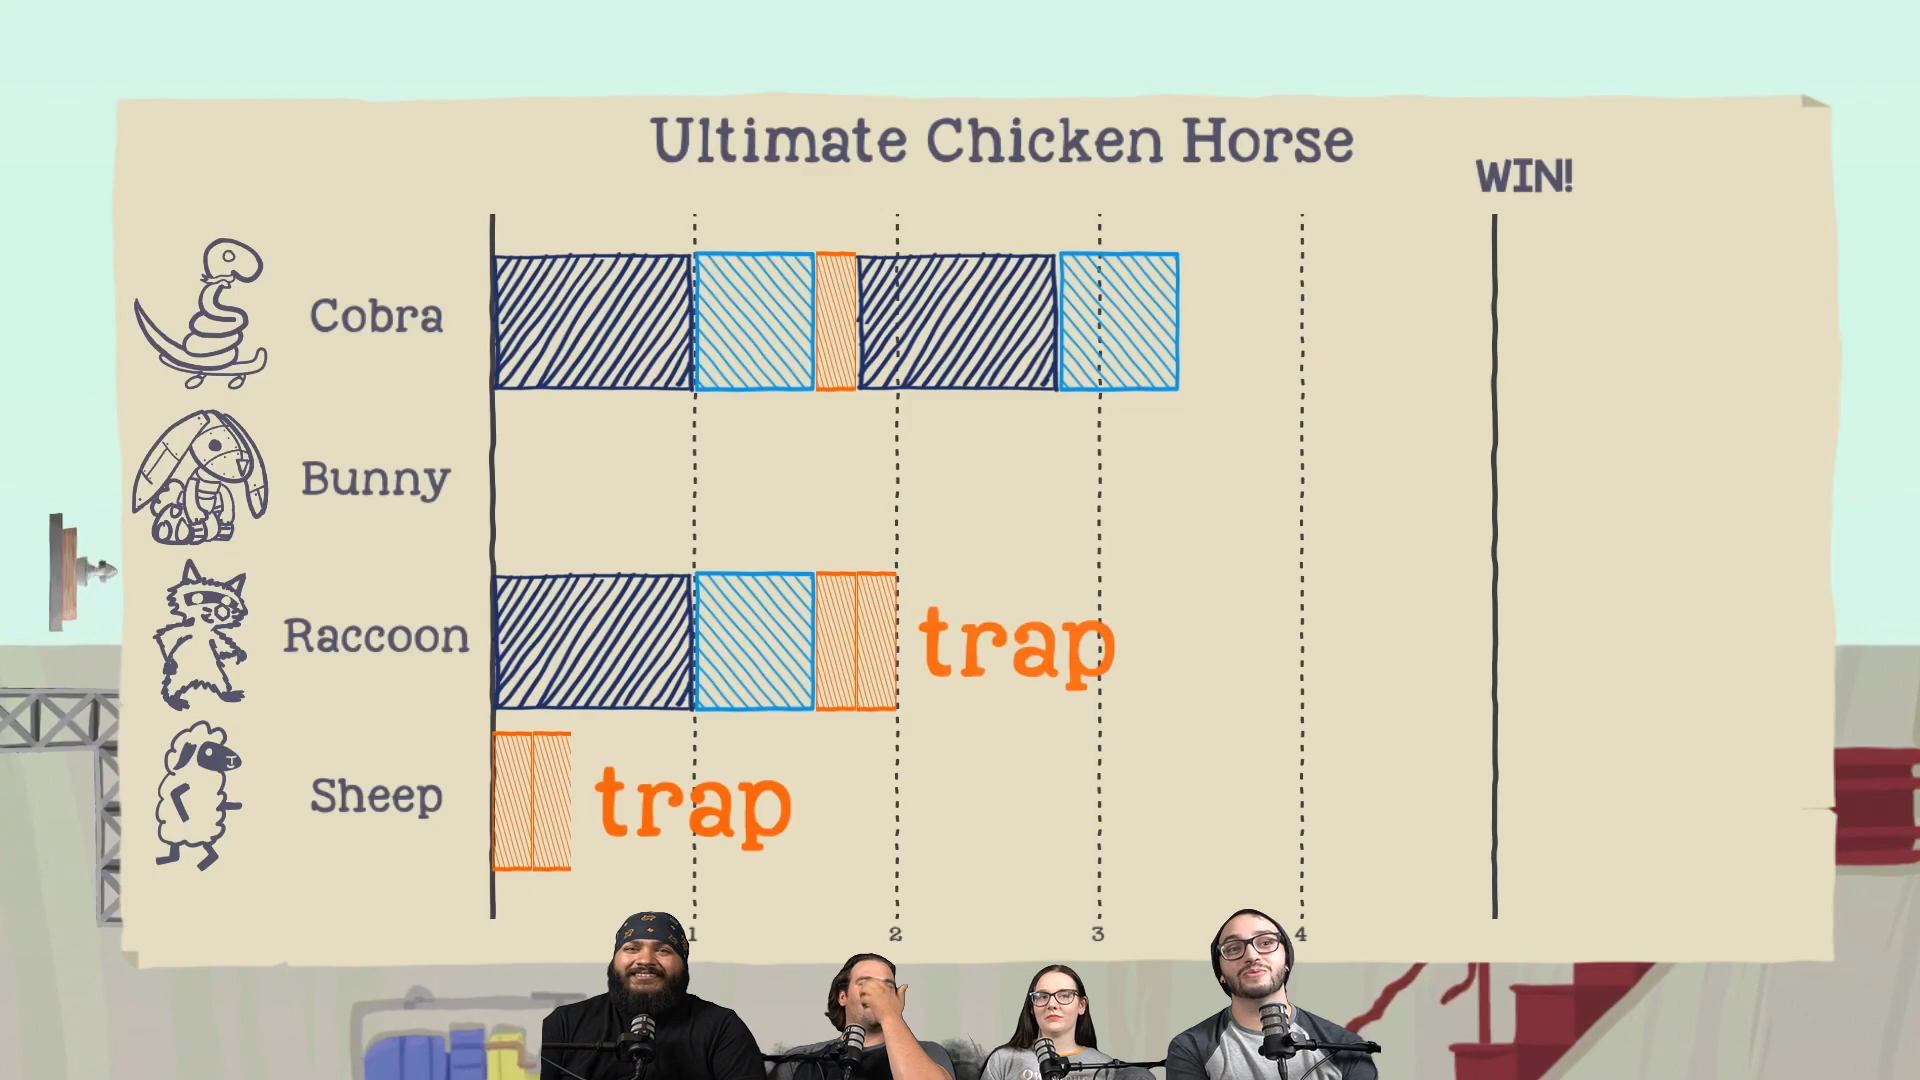 Ultimate Chicken Horse
WIN!
Cobra
Bunny
Raccoon
trap
Sheep
trap
1
2
3
4